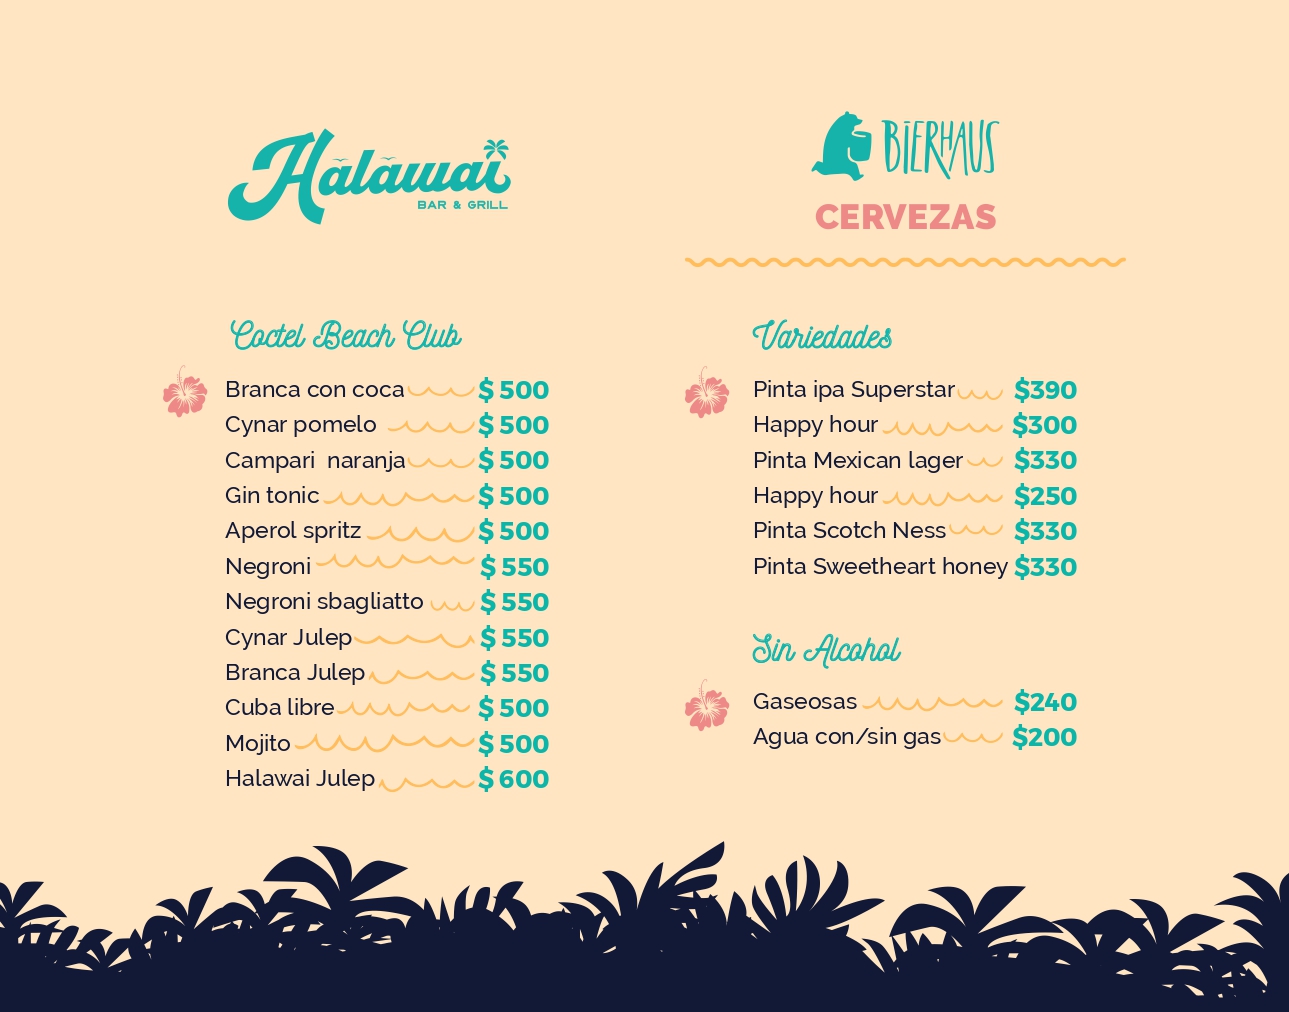 Halawai
BAR & GRILL
Coctel Beach Club
Branca con coca $ 500
Cynar pomelo $ 500
Campari naranja $ 500
Gin tonic $ 500
Aperol spritz $ 500
Negroni $ 550
Negroni sbagliatto $ 550
Cynar Julep $ 550
Branca Julep $ 550
Cuba libre $ 500
Mojito $ 500
Halawai Julep $ 600
BIERHAUS
CERVEZAS
Variedades
Pinta ipa Superstar $390
Happy hour $300
Pinta Mexican lager $330
Happy hour $250
Pinta Scotch Ness $330
Pinta Sweetheart honey $330
Sin Alcohol
Gaseosas $240
Agua con/sin gas $200